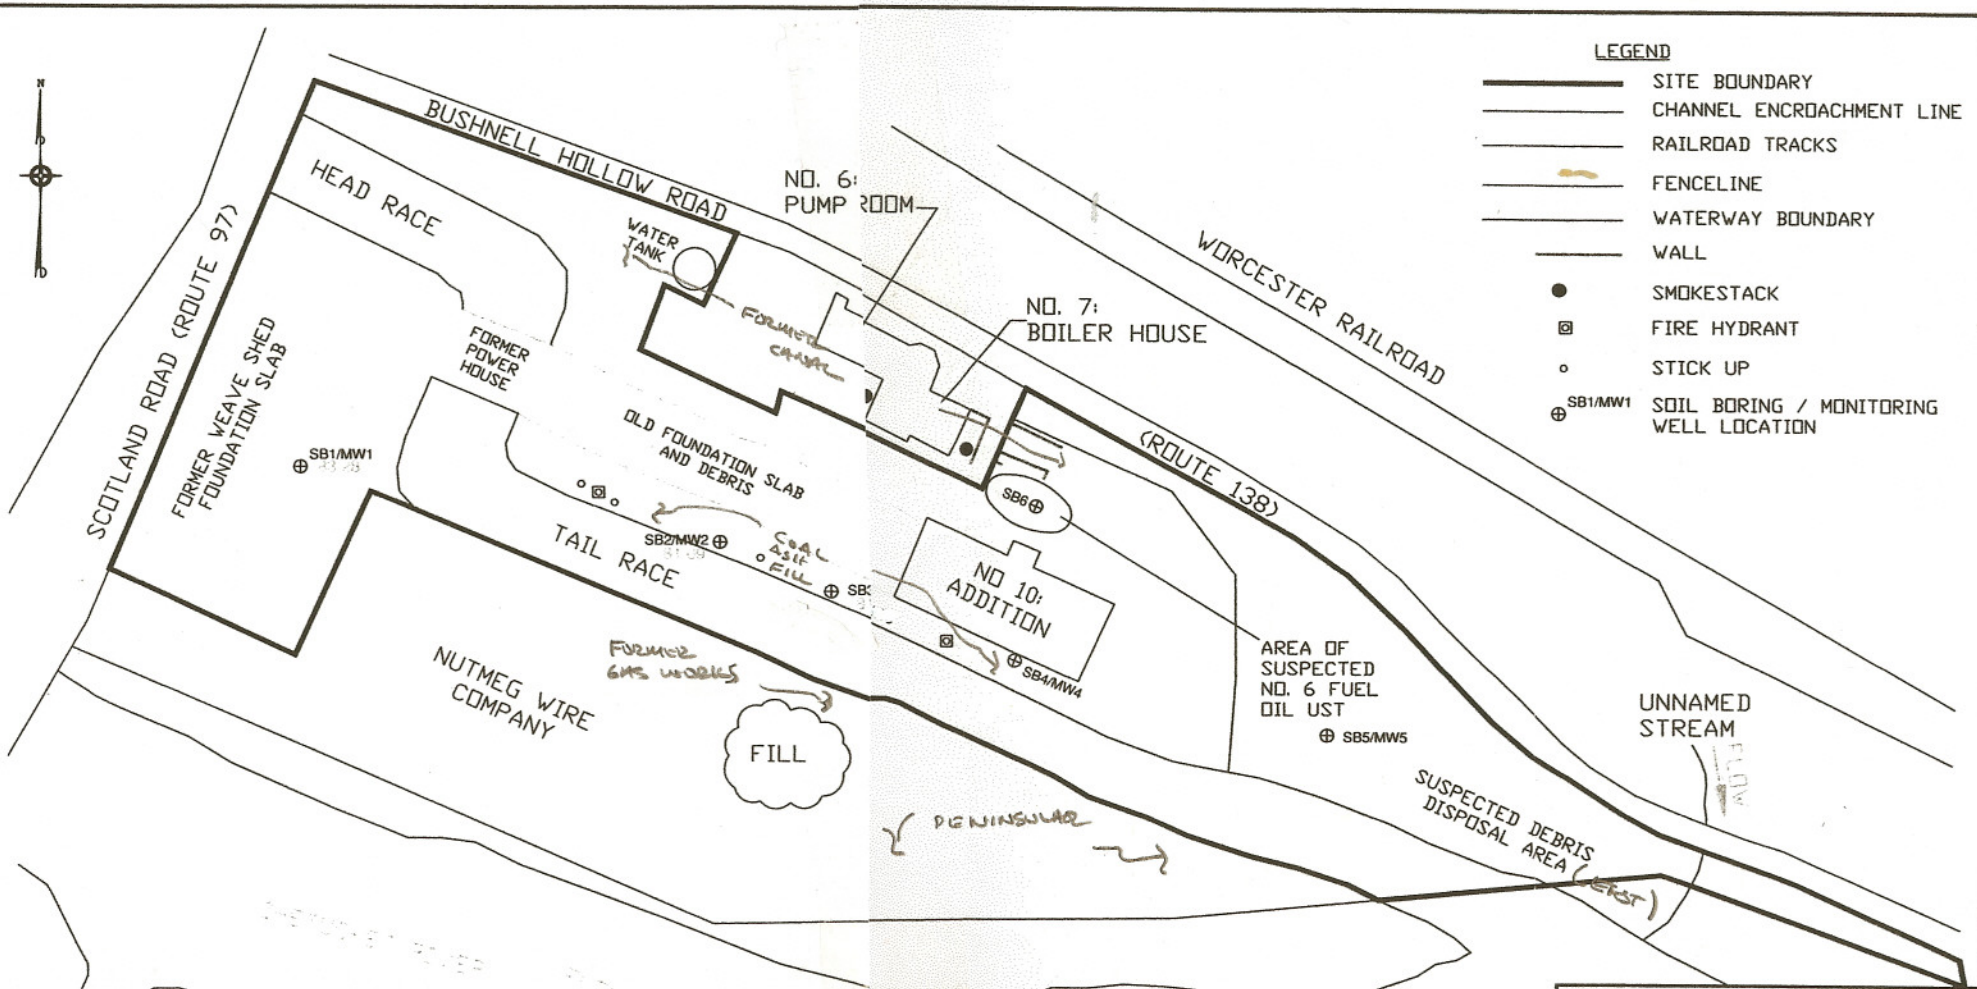 N
LEGEND
SITE BOUNDARY
CHANNEL ENCROACHMENT LINE
RAILROAD TRACKS
FENCELINE
WATERWAY BOUNDARY
WALL
SMOKESTACK
FIRE HYDRANT
STICK UP
SB1/MW1
SOIL BORING / MONITORING
WELL LOCATION
BUSHNELL HOLLOW ROAD
HEAD RACE
SCOTLAND ROAD (ROUTE 97)
WATER
TANK
NO. 6:
PUMP ROOM
NO. 7:
BOILER HOUSE
WORCESTER RAILROAD
(ROUTE 138)
FORMER
CANAL
FORMER
POWER
HOUSE
FORMER WEAVE SHED
FOUNDATION SLAB
OLD FOUNDATION SLAB
AND DEBRIS
SB1/MW1
SB6
SB2/MW2
COAL
ASH
FILL
TAIL RACE
NO 10:
ADDITION
SB4/MW4
AREA OF
SUSPECTED
NO. 6 FUEL
OIL UST
SB5/MW5
FORMER
GAS WORKS
NUTMEG WIRE
COMPANY
FILL
UNNAMED
STREAM
FLOW
SUSPECTED DEBRIS
DISPOSAL AREA (EAST)
PENINSULAR